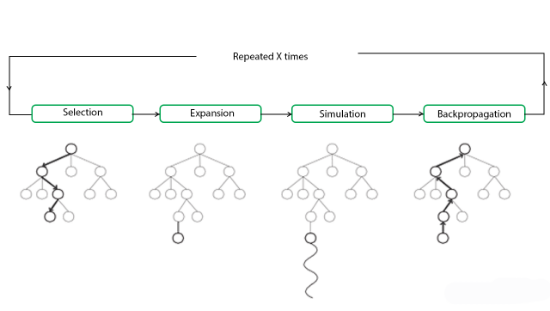 Repeated X times
Selection
Expansion
Simulation
Backpropagation